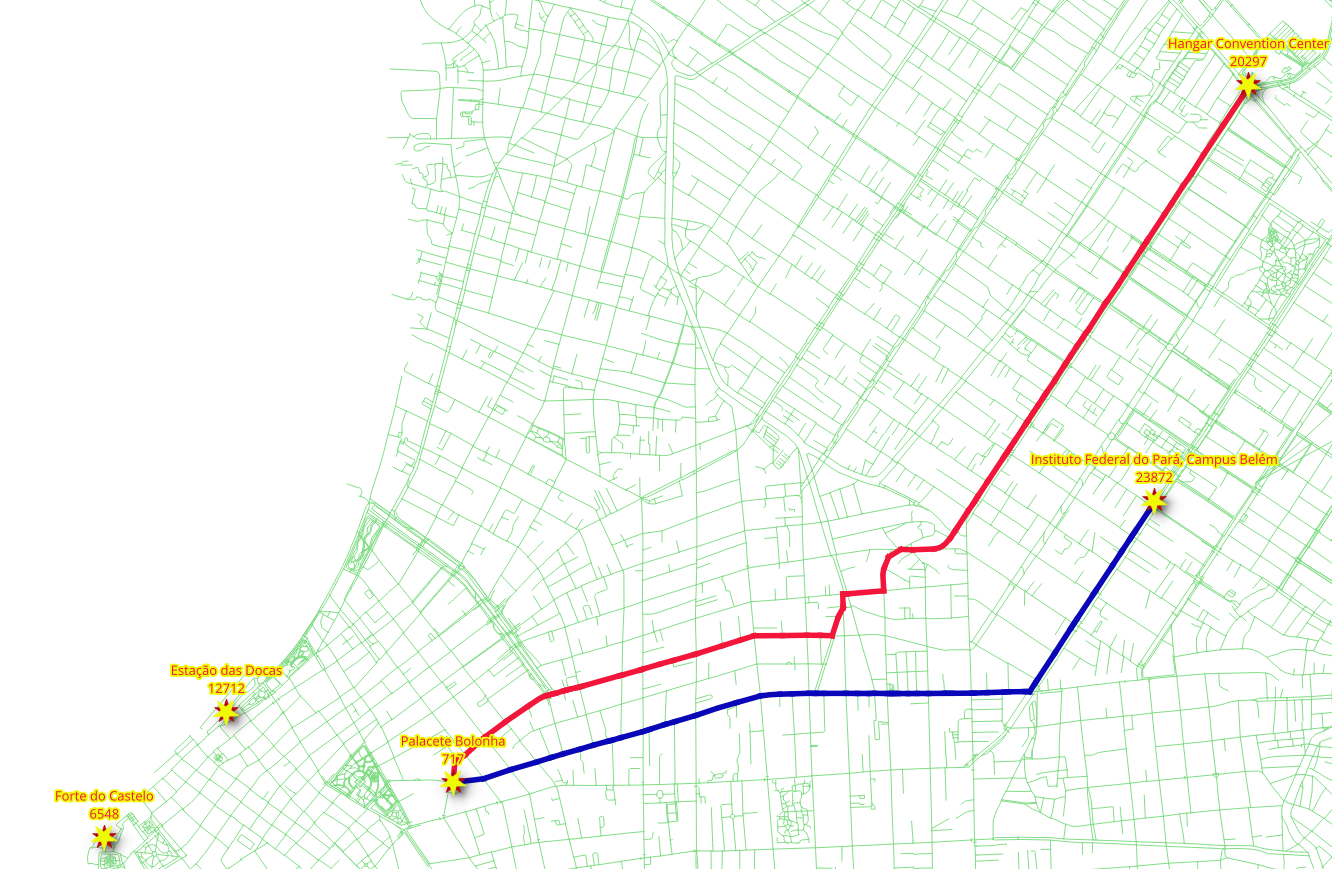 Hangar Convention Center
20297
Instituto Federal do Pará, Campus Belém
23872
Estação das Docas
12712
Palacete Bolonha
717
Forte do Castelo
6548